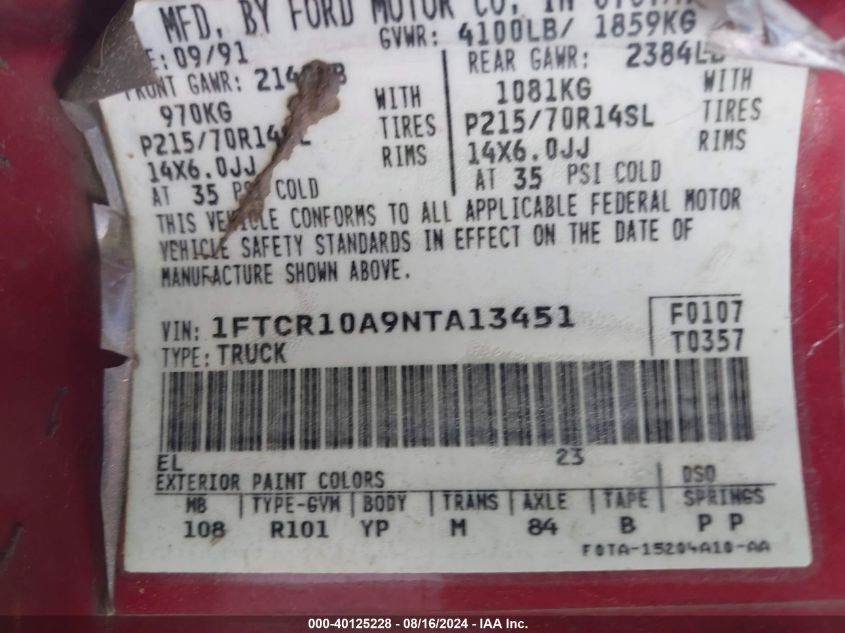 MFD. BY FORD MOTOR CO. IN
GVWR: 4100LB/ 1859KG
09/91
FRONT GAWR: REAR GAWR: 2384LB
970KG WITH 1081KG WITH
P215/70R14SL TIRES P215/70R14SL TIRES
14X6.0JJ RIMS 14X6.0JJ RIMS
AT 35 PSI COLD AT 35 PSI COLD
THIS VEHICLE CONFORMS TO ALL APPLICABLE FEDERAL MOTOR
VEHICLE SAFETY STANDARDS IN EFFECT ON THE DATE OF
MANUFACTURE SHOWN ABOVE.
VIN: 1FTCR10A9NTA13451 F0107
TYPE: TRUCK T0357
EL 23
EXTERIOR PAINT COLORS DSO
WB TYPE-GVW BODY TRANS AXLE TAPE SPRINGS
108 R101 YP M 84 B P P
F0TA-15204A10-AA
000-40125228 - 08/16/2024 - IAA Inc.